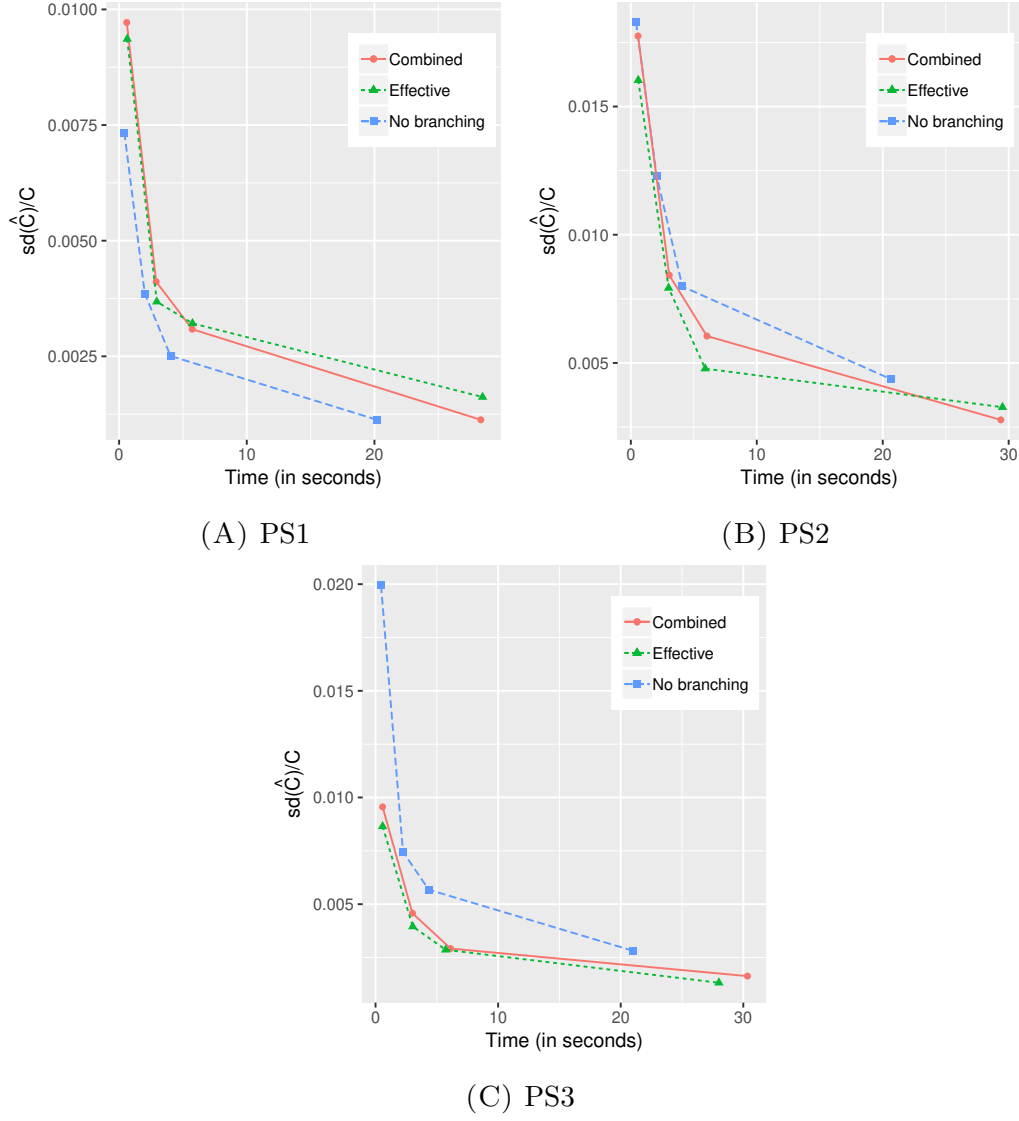 0.0100
0.0075
0.0050
0.0025
sd(Ĉ)/C
0 10 20
Time (in seconds)
Combined
Effective
No branching
(A) PS1
0.015
0.010
0.005
sd(Ĉ)/C
0 10 20 30
Time (in seconds)
Combined
Effective
No branching
(B) PS2
0.020
0.015
0.010
0.005
sd(Ĉ)/C
0 10 20 30
Time (in seconds)
Combined
Effective
No branching
(C) PS3